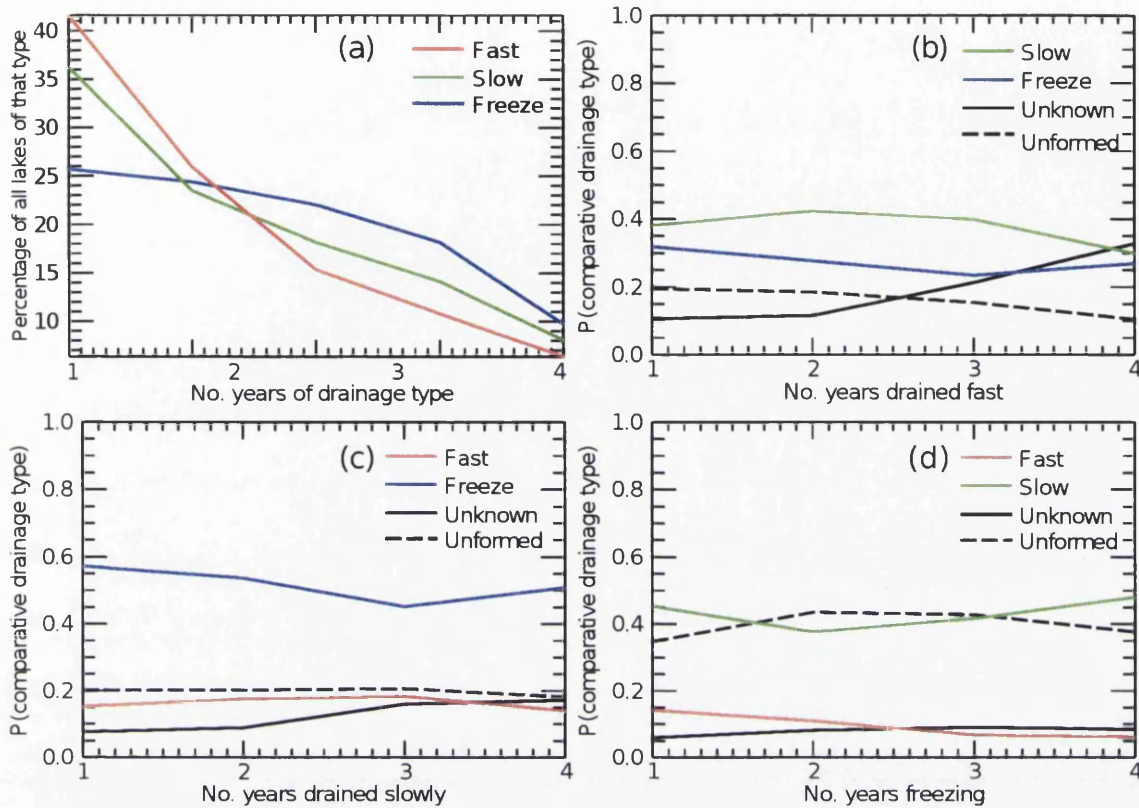 (a)
Fast
Slow
Freeze
40
35
30
25
20
15
10
Percentage of all lakes of that type
1
2
3
4
No. years of drainage type
(b)
Slow
Freeze
Unknown
Unformed
1.0
0.8
0.6
0.4
0.2
0.0
P(comparative drainage type)
1
2
3
4
No. years drained fast
(c)
Fast
Freeze
Unknown
Unformed
1.0
0.8
0.6
0.4
0.2
0.0
P(comparative drainage type)
1
2
3
4
No. years drained slowly
(d)
Fast
Slow
Unknown
Unformed
1.0
0.8
0.6
0.4
0.2
0.0
P(comparative drainage type)
1
2
3
4
No. years freezing